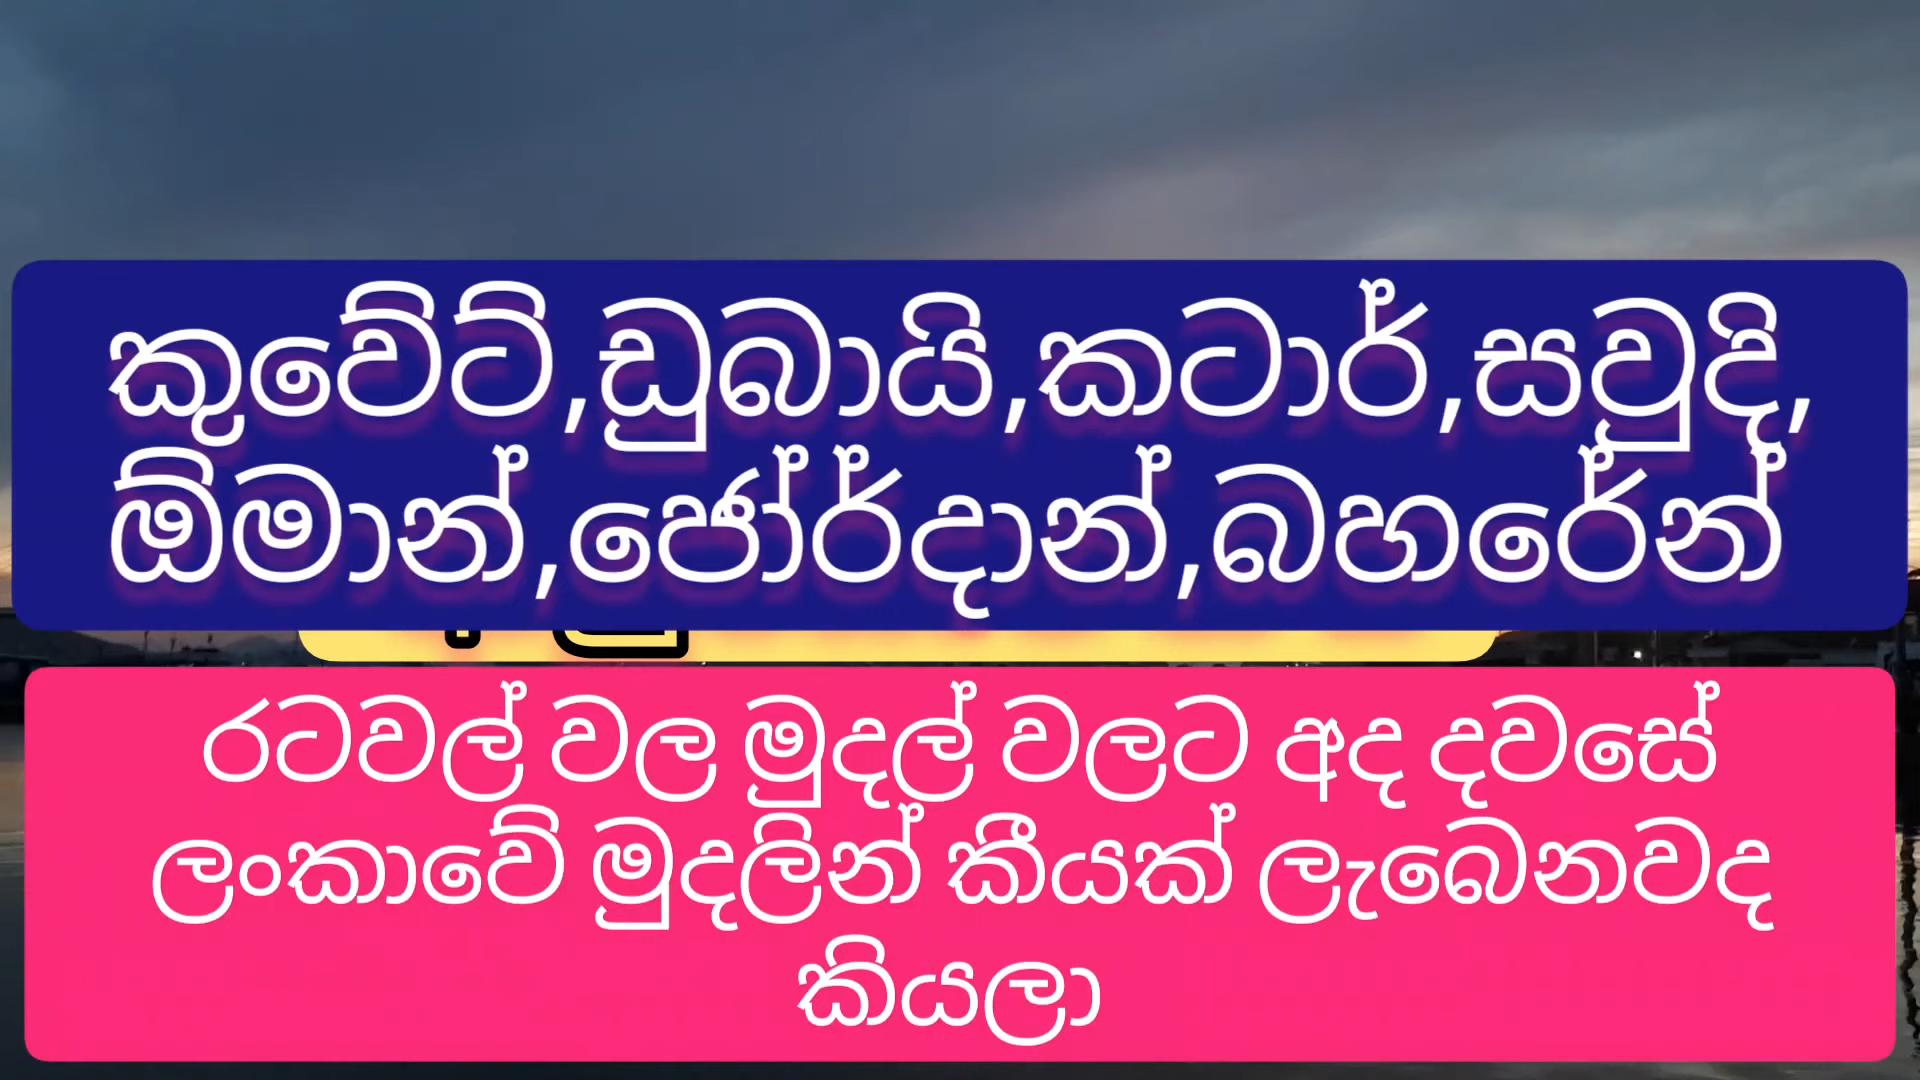 කුවේට්,ඩුබායි,කටාර්,සවුදි,
ඕමාන්,ජෝර්දාන්,බහරේන්
රටවල් වල මුදල් වලට අද දවසේ
ලංකාවේ මුදලින් කීයක් ලැබෙනවද
කියලා